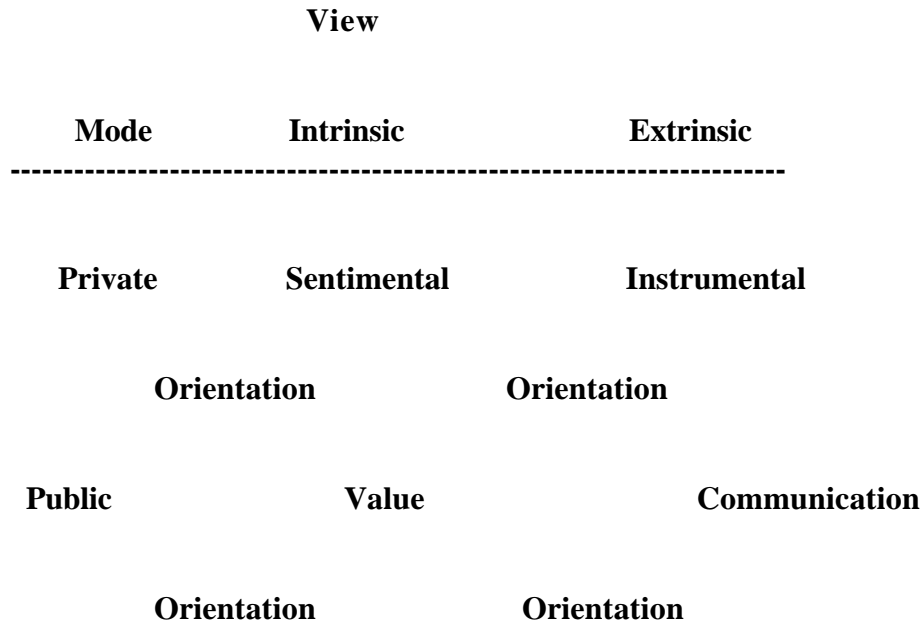 View
Mode Intrinsic Extrinsic
-------------------------------------------------------------------------
Private Sentimental Instrumental
Orientation Orientation
Public Value Communication
Orientation Orientation